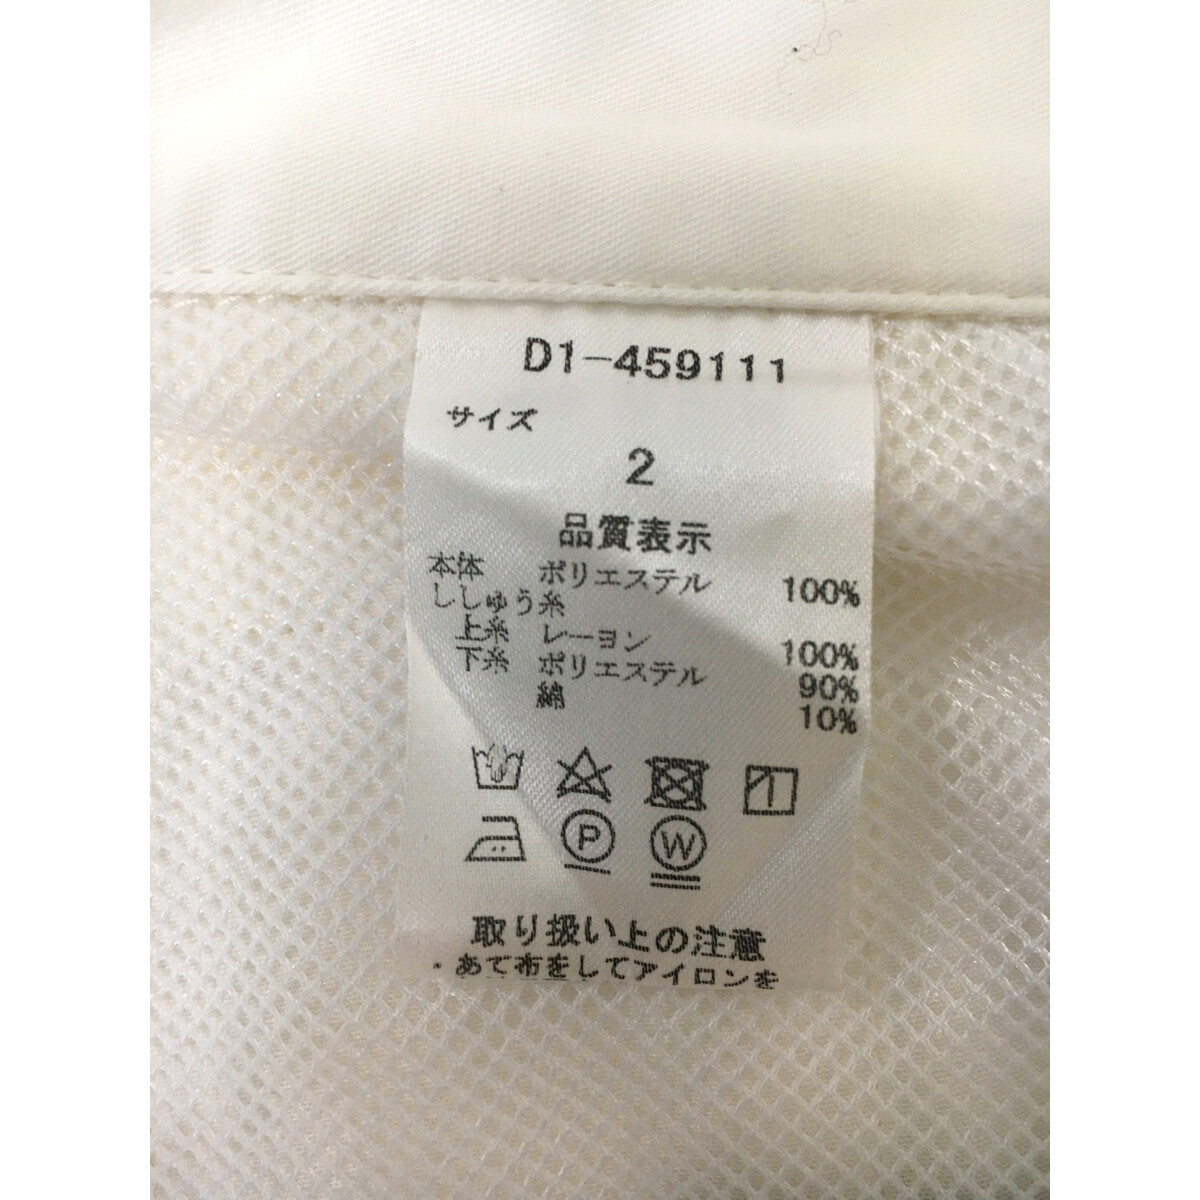 D1-459111
サイズ
2
品質表示
本体 ポリエステル 100%
ししゅう糸
上糸 レーヨン 100%
下糸 ポリエステル 90%
綿 10%
P W
取り扱い上の注意
・あて布をしてアイロンを